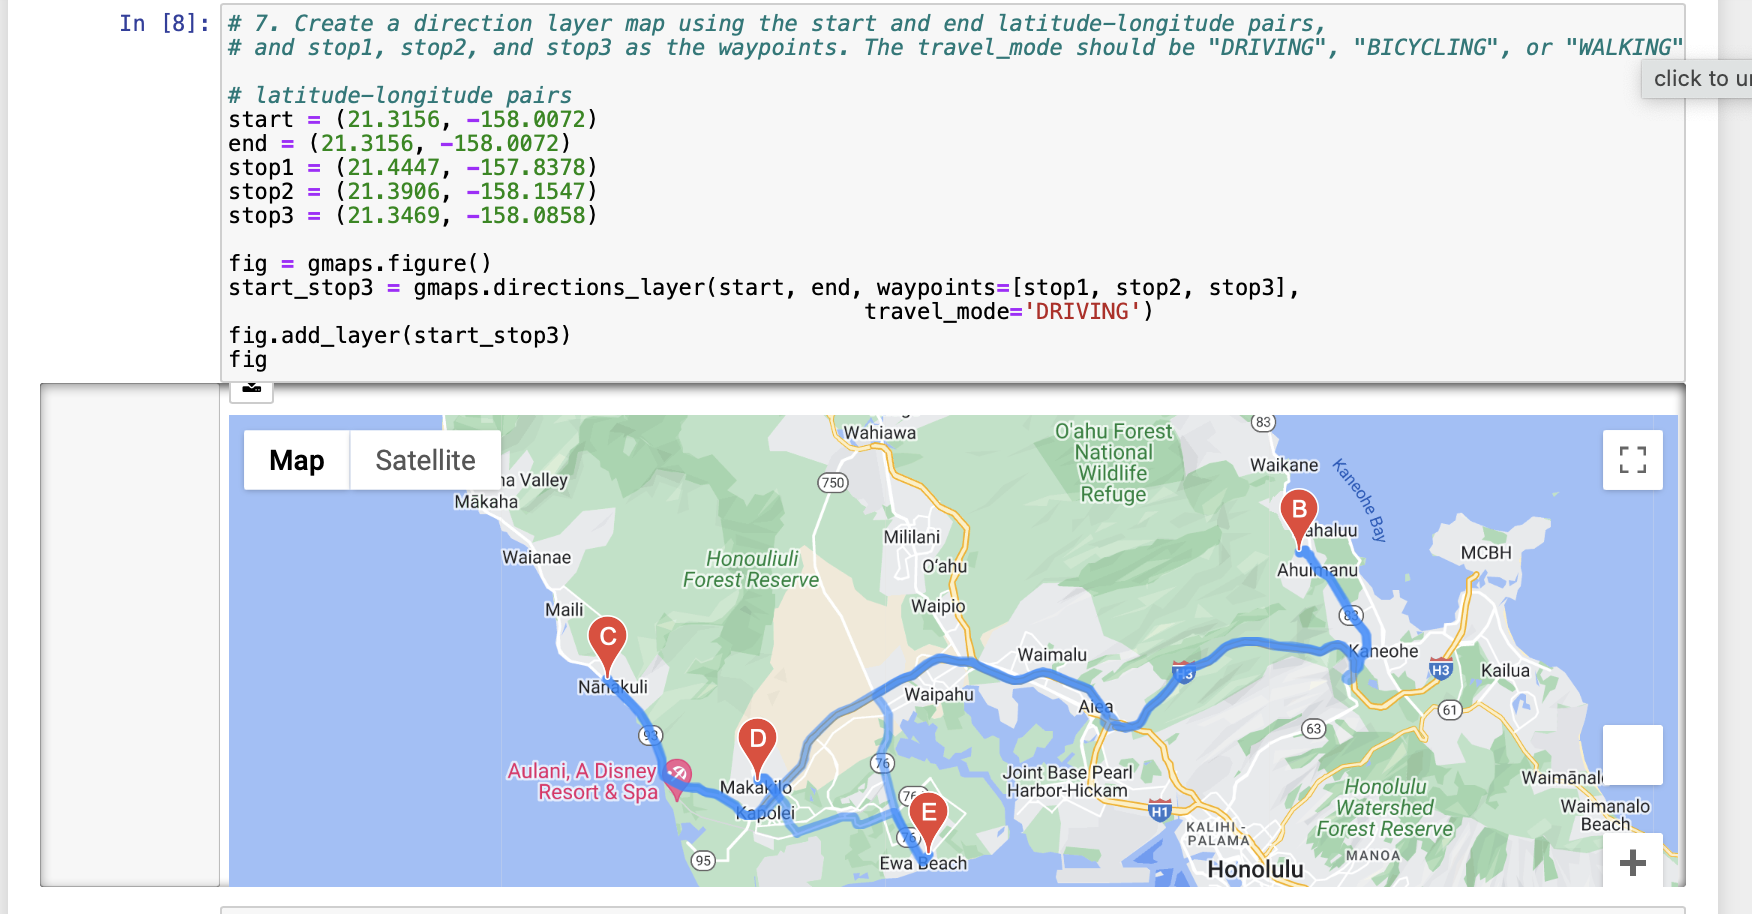 In [8]:
# 7. Create a direction layer map using the start and end latitude-longitude pairs,
# and stop1, stop2, and stop3 as the waypoints. The travel_mode should be "DRIVING", "BICYCLING", or "WALKING"
click to
# latitude-longitude pairs
start = (21.3156, -158.0072)
end = (21.3156, -158.0072)
stop1 = (21.4447, -157.8378)
stop2 = (21.3906, -158.1547)
stop3 = (21.3469, -158.0858)
fig = gmaps.figure()
start_stop3 = gmaps.directions_layer(start, end, waypoints=[stop1, stop2, stop3],
travel_mode='DRIVING')
fig.add_layer(start_stop3)
fig
Map
Satellite
Wahiawa
O'ahu Forest
National
Wildlife
Refuge
83
Waikane
Kaneohe Bay
na Valley
Mākaha
750
B
ahaluu
Mililani
MCBH
Waianae
Honouliuli
Forest Reserve
O'ahu
Ahuimanu
Maili
Waipio
83
C
Waimalu
Kaneohe
H3
H3
Kailua
Nānākuli
Waipahu
Aiea
61
93
D
63
76
Aulani, A Disney
Resort & Spa
Makakilo
Joint Base Pearl
Harbor-Hickam
Waimānal
Kapolei
76
E
H1
Honolulu
Watershed
Forest Reserve
Waimanalo
Beach
76
KALIHI-
PALAMA
95
Ewa Beach
MANOA
Honolulu
+